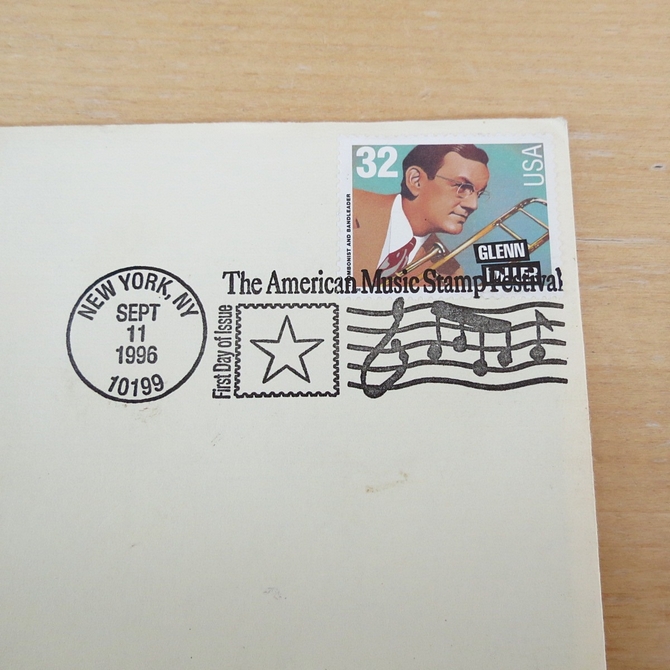 32
USA
AND BANDLEADER
GLENN
The American Music Stamp Festival
NEW YORK, NY
SEPT
11
1996
10199
First Day of Issue